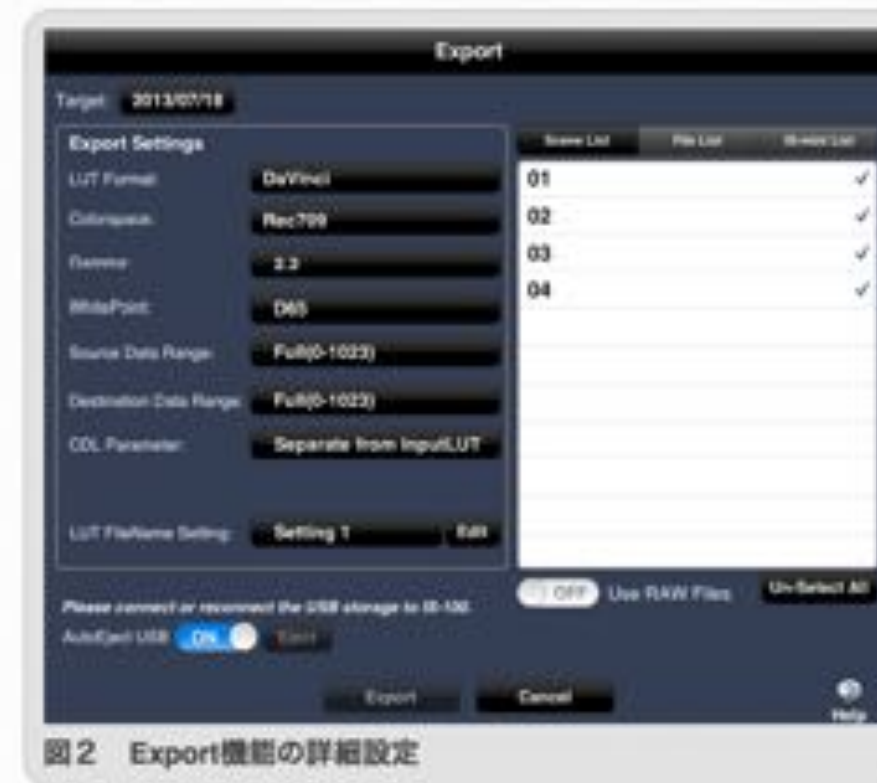 Export
Target: 2013/07/18
Export Settings
LUT Format: DaVinci
Colorspace: Rec709
Gamma: 2.2
WhitePoint: D65
Source Data Range: Full(0-1023)
Destination Data Range: Full(0-1023)
CDL Parameter: Separate from InputLUT
LUT FileName Setting: Setting 1 Edit
Scene List File List
01
02
03
04
OFF Use RAW Files Un-Select All
Please connect or reconnect the USB storage to IS-100.
AutoEject USB ON Eject
Export Cancel
Help
図2 Export機能の詳細設定